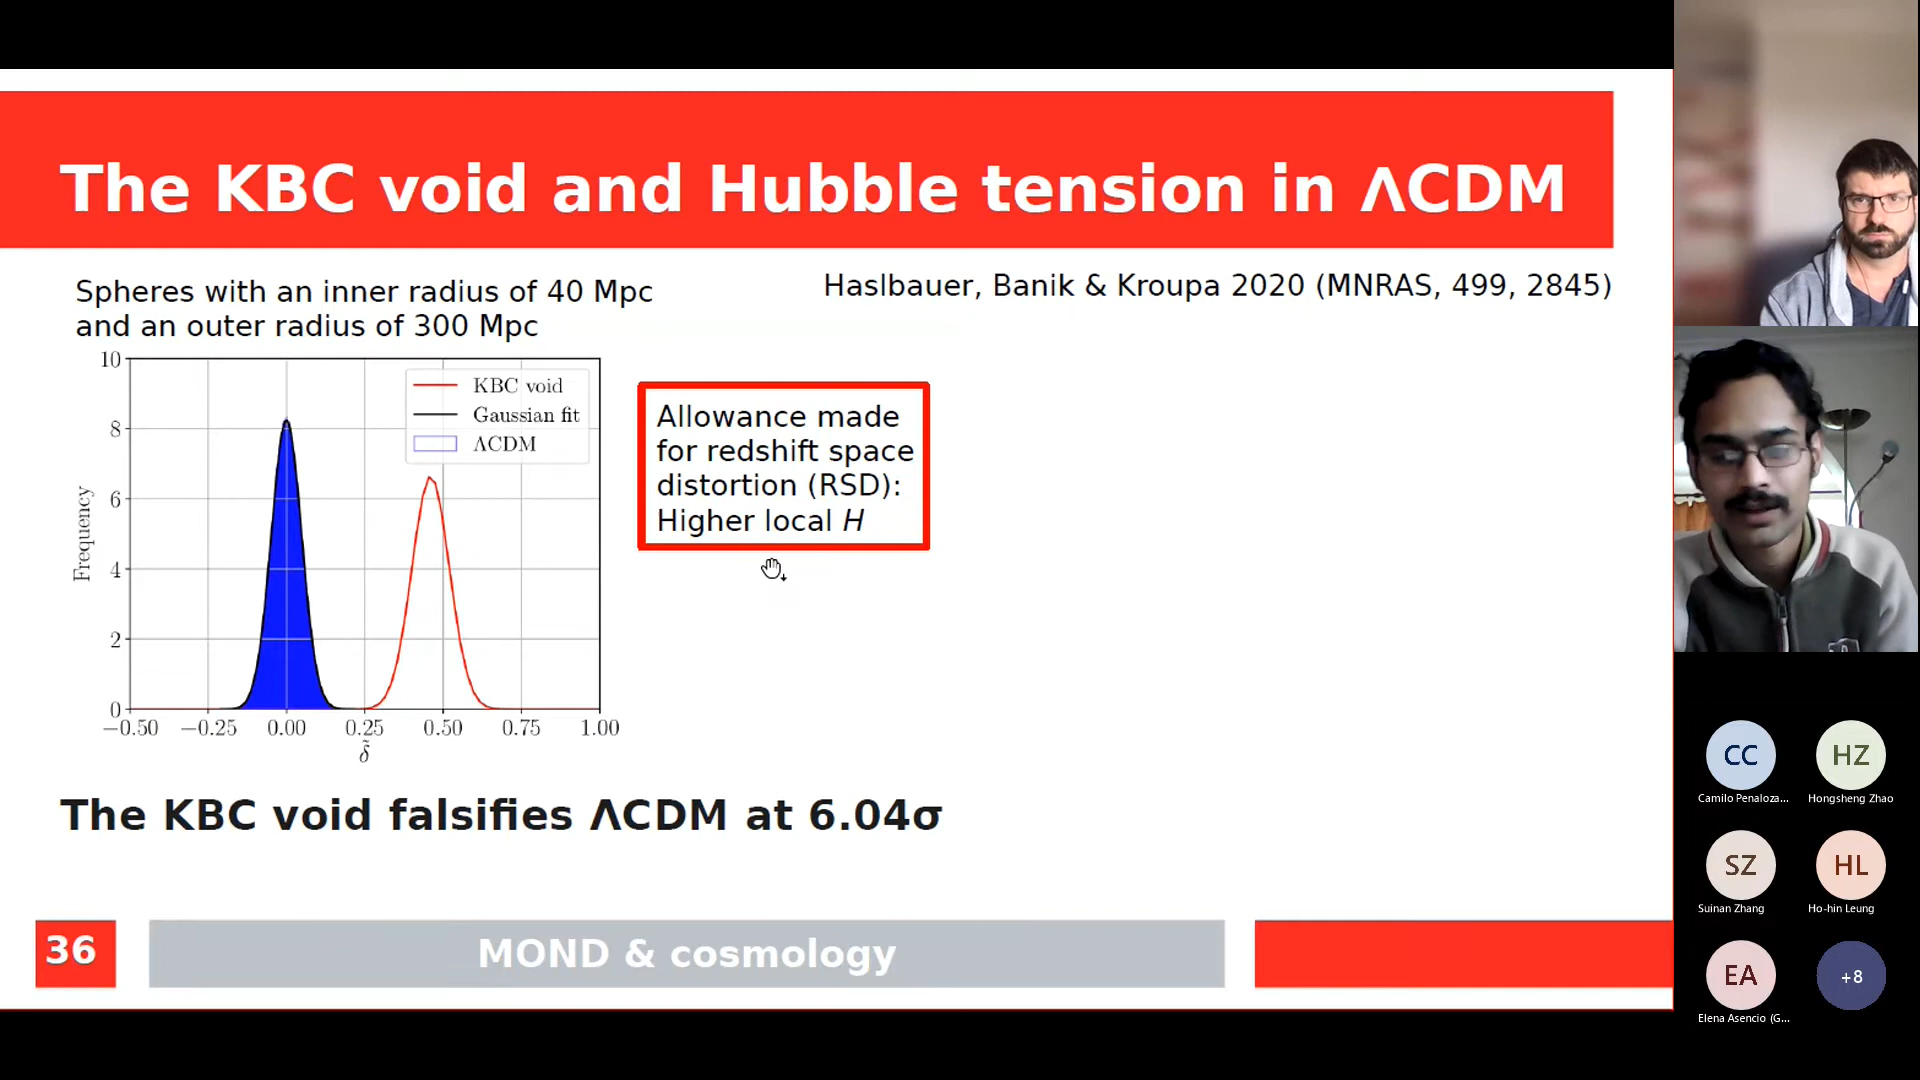 The KBC void and Hubble tension in ΛCDM
Spheres with an inner radius of 40 Mpc
and an outer radius of 300 Mpc
Haslbauer, Banik & Kroupa 2020 (MNRAS, 499, 2845)
10
8
6
4
2
0
Frequency
−0.50 −0.25 0.00 0.25 0.50 0.75 1.00
δ̃
KBC void
Gaussian fit
ΛCDM
Allowance made
for redshift space
distortion (RSD):
Higher local H
The KBC void falsifies ΛCDM at 6.04σ
36
MOND & cosmology
CC
Camilo Penaloza...
HZ
Hongsheng Zhao
SZ
Suinan Zhang
HL
Ho-hin Leung
EA
Elena Asencio (G...
+8